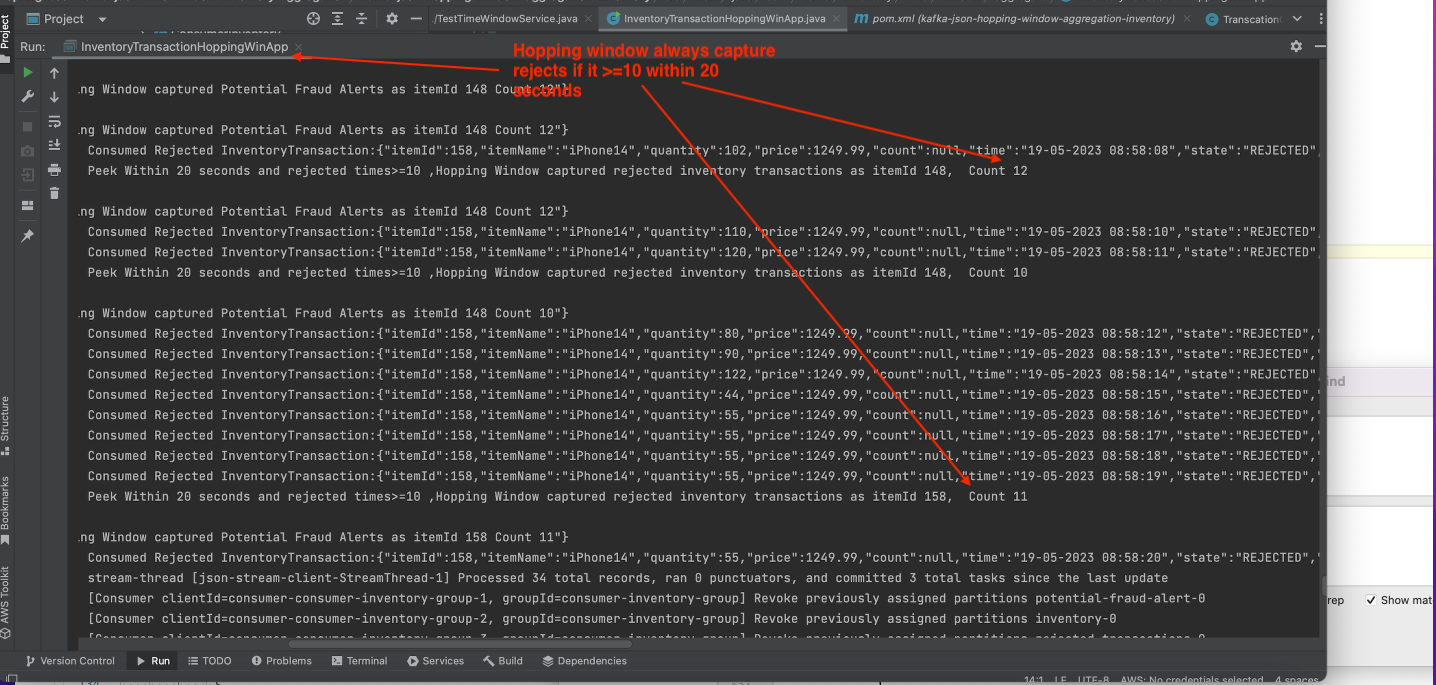 Project
/TestTimeWindowService.java
InventoryTransactionHoppingWinApp.java
pom.xml (kafka-json-hopping-window-aggregation-inventory)
Run:
InventoryTransactionHoppingWinApp
Hopping window always capture
rejects if it >=10 within 20
seconds
ng Window captured Potential Fraud Alerts as itemId 148 Count 12"}
ng Window captured Potential Fraud Alerts as itemId 148 Count 12"}
Consumed Rejected InventoryTransaction:{"itemId":158,"itemName":"iPhone14","quantity":102,"price":1249.99,"count":null,"time":"19-05-2023 08:58:08","state":"REJECTED",
Peek Within 20 seconds and rejected times>=10 ,Hopping Window captured rejected inventory transactions as itemId 148,  Count 12
ng Window captured Potential Fraud Alerts as itemId 148 Count 12"}
Consumed Rejected InventoryTransaction:{"itemId":158,"itemName":"iPhone14","quantity":110,"price":1249.99,"count":null,"time":"19-05-2023 08:58:10","state":"REJECTED",
Consumed Rejected InventoryTransaction:{"itemId":158,"itemName":"iPhone14","quantity":120,"price":1249.99,"count":null,"time":"19-05-2023 08:58:11","state":"REJECTED",
Peek Within 20 seconds and rejected times>=10 ,Hopping Window captured rejected inventory transactions as itemId 148,  Count 10
ng Window captured Potential Fraud Alerts as itemId 148 Count 10"}
Consumed Rejected InventoryTransaction:{"itemId":158,"itemName":"iPhone14","quantity":80,"price":1249.99,"count":null,"time":"19-05-2023 08:58:12","state":"REJECTED",
Consumed Rejected InventoryTransaction:{"itemId":158,"itemName":"iPhone14","quantity":90,"price":1249.99,"count":null,"time":"19-05-2023 08:58:13","state":"REJECTED",
Consumed Rejected InventoryTransaction:{"itemId":158,"itemName":"iPhone14","quantity":122,"price":1249.99,"count":null,"time":"19-05-2023 08:58:14","state":"REJECTED",
Consumed Rejected InventoryTransaction:{"itemId":158,"itemName":"iPhone14","quantity":44,"price":1249.99,"count":null,"time":"19-05-2023 08:58:15","state":"REJECTED",
Consumed Rejected InventoryTransaction:{"itemId":158,"itemName":"iPhone14","quantity":55,"price":1249.99,"count":null,"time":"19-05-2023 08:58:16","state":"REJECTED",
Consumed Rejected InventoryTransaction:{"itemId":158,"itemName":"iPhone14","quantity":55,"price":1249.99,"count":null,"time":"19-05-2023 08:58:17","state":"REJECTED",
Consumed Rejected InventoryTransaction:{"itemId":158,"itemName":"iPhone14","quantity":55,"price":1249.99,"count":null,"time":"19-05-2023 08:58:18","state":"REJECTED",
Consumed Rejected InventoryTransaction:{"itemId":158,"itemName":"iPhone14","quantity":55,"price":1249.99,"count":null,"time":"19-05-2023 08:58:19","state":"REJECTED",
Peek Within 20 seconds and rejected times>=10 ,Hopping Window captured rejected inventory transactions as itemId 158,  Count 11
ng Window captured Potential Fraud Alerts as itemId 158 Count 11"}
Consumed Rejected InventoryTransaction:{"itemId":158,"itemName":"iPhone14","quantity":55,"price":1249.99,"count":null,"time":"19-05-2023 08:58:20","state":"REJECTED",
stream-thread [json-stream-client-StreamThread-1] Processed 34 total records, ran 0 punctuators, and committed 3 total tasks since the last update
[Consumer clientId=consumer-consumer-inventory-group-1, groupId=consumer-inventory-group] Revoke previously assigned partitions potential-fraud-alert-0
[Consumer clientId=consumer-consumer-inventory-group-2, groupId=consumer-inventory-group] Revoke previously assigned partitions inventory-0
Project
Structure
Bookmarks
AWS Toolkit
Version Control
Run
TODO
Problems
Terminal
Services
Build
Dependencies
14:1 LF UTF-8 AWS: No credentials selected 4 spaces
ind
rep
Show mat